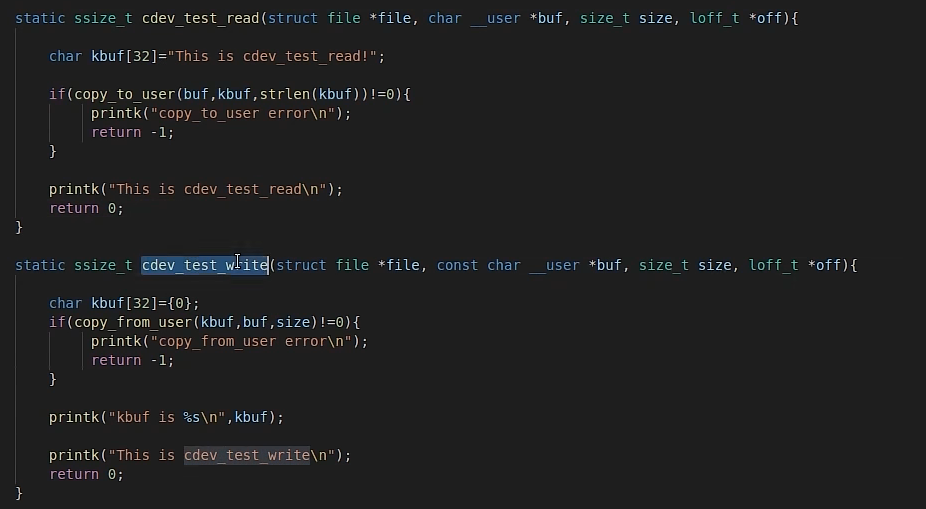 static ssize_t cdev_test_read(struct file *file, char __user *buf, size_t size, loff_t *off){
char kbuf[32]="This is cdev_test_read!";
if(copy_to_user(buf,kbuf,strlen(kbuf))!=0){
printk("copy_to_user error\n");
return -1;
}
printk("This is cdev_test_read\n");
return 0;
}
static ssize_t cdev_test_write(struct file *file, const char __user *buf, size_t size, loff_t *off){
char kbuf[32]={0};
if(copy_from_user(kbuf,buf,size)!=0){
printk("copy_from_user error\n");
return -1;
}
printk("kbuf is %s\n",kbuf);
printk("This is cdev_test_write\n");
return 0;
}